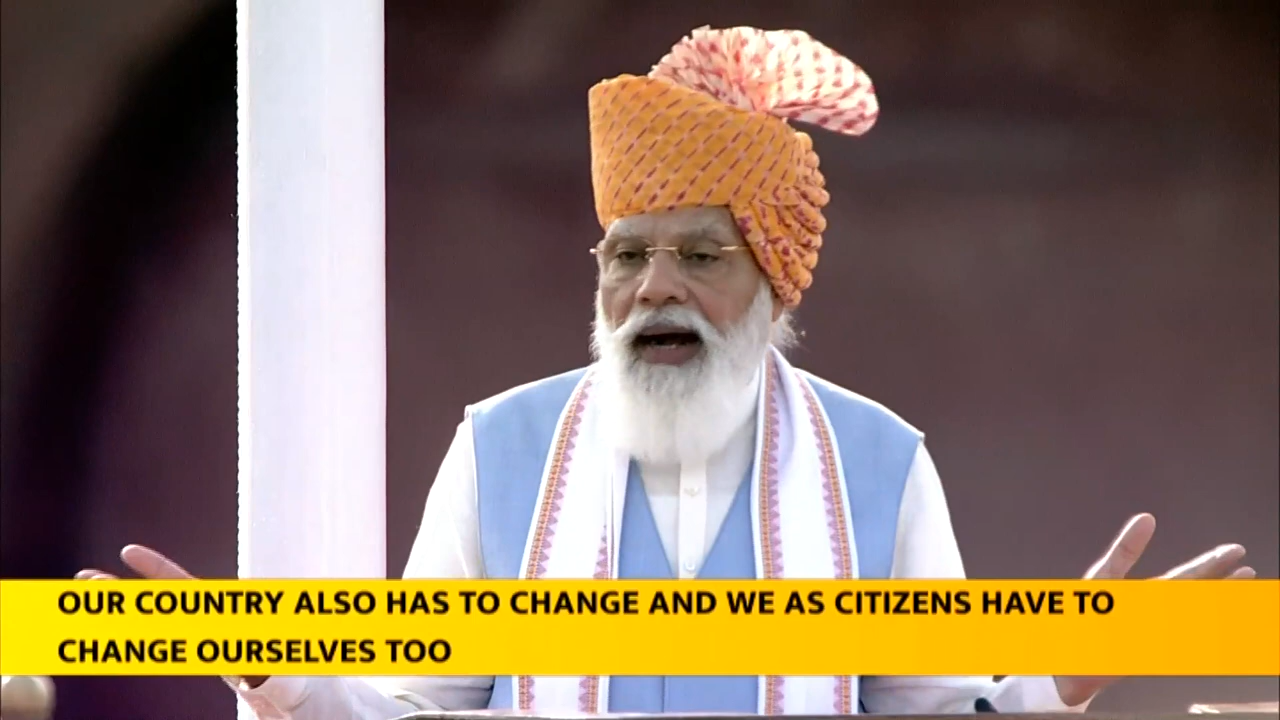 OUR COUNTRY ALSO HAS TO CHANGE AND WE AS CITIZENS HAVE TO
CHANGE OURSELVES TOO